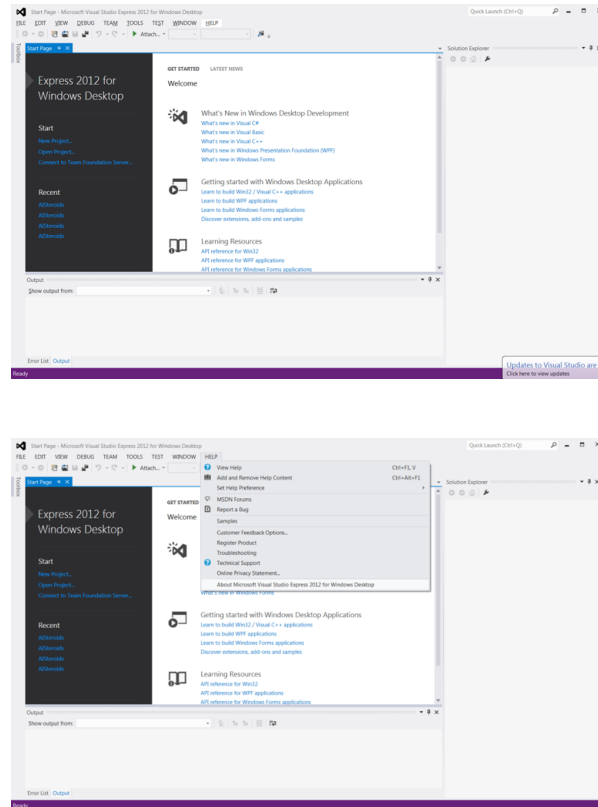 Start Page - Microsoft Visual Studio Express 2012 for Windows Desktop
Quick Launch (Ctrl+Q)
FILE EDIT VIEW DEBUG TEAM TOOLS TEST WINDOW HELP
Attach...
Toolbox
Start Page
Solution Explorer
Express 2012 for
Windows Desktop
Start
New Project...
Open Project...
Connect to Team Foundation Server...
Recent
AISteroids
AISteroids
AISteroids
AISteroids
GET STARTED LATEST NEWS
Welcome
What's New in Windows Desktop Development
What's new in Visual C#
What's new in Visual Basic
What's new in Visual C++
What's new in Windows Presentation Foundation (WPF)
What's new in Windows Forms
Getting started with Windows Desktop Applications
Learn to build Win32 / Visual C++ applications
Learn to build WPF applications
Learn to build Windows Forms applications
Discover extensions, add-ons and samples
Learning Resources
API reference for Win32
API reference for WPF applications
API reference for Windows Forms applications
Output
Show output from:
Error List Output
Updates to Visual Studio are
Click here to view updates
Ready
Start Page - Microsoft Visual Studio Express 2012 for Windows Desktop
Quick Launch (Ctrl+Q)
FILE EDIT VIEW DEBUG TEAM TOOLS TEST WINDOW HELP
Attach...
Toolbox
Start Page
Solution Explorer
View Help Ctrl+F1, V
Add and Remove Help Content Ctrl+Alt+F1
Set Help Preference
MSDN Forums
Report a Bug
Samples
Customer Feedback Options...
Register Product
Troubleshooting
Technical Support
Online Privacy Statement...
About Microsoft Visual Studio Express 2012 for Windows Desktop
Express 2012 for
Windows Desktop
Start
New Project...
Open Project...
Connect to Team Foundation Server...
Recent
AISteroids
AISteroids
AISteroids
AISteroids
GET STARTED
Welcome
What's new in Windows Forms
Getting started with Windows Desktop Applications
Learn to build Win32 / Visual C++ applications
Learn to build WPF applications
Learn to build Windows Forms applications
Discover extensions, add-ons and samples
Learning Resources
API reference for Win32
API reference for WPF applications
API reference for Windows Forms applications
Output
Show output from:
Error List Output
Ready